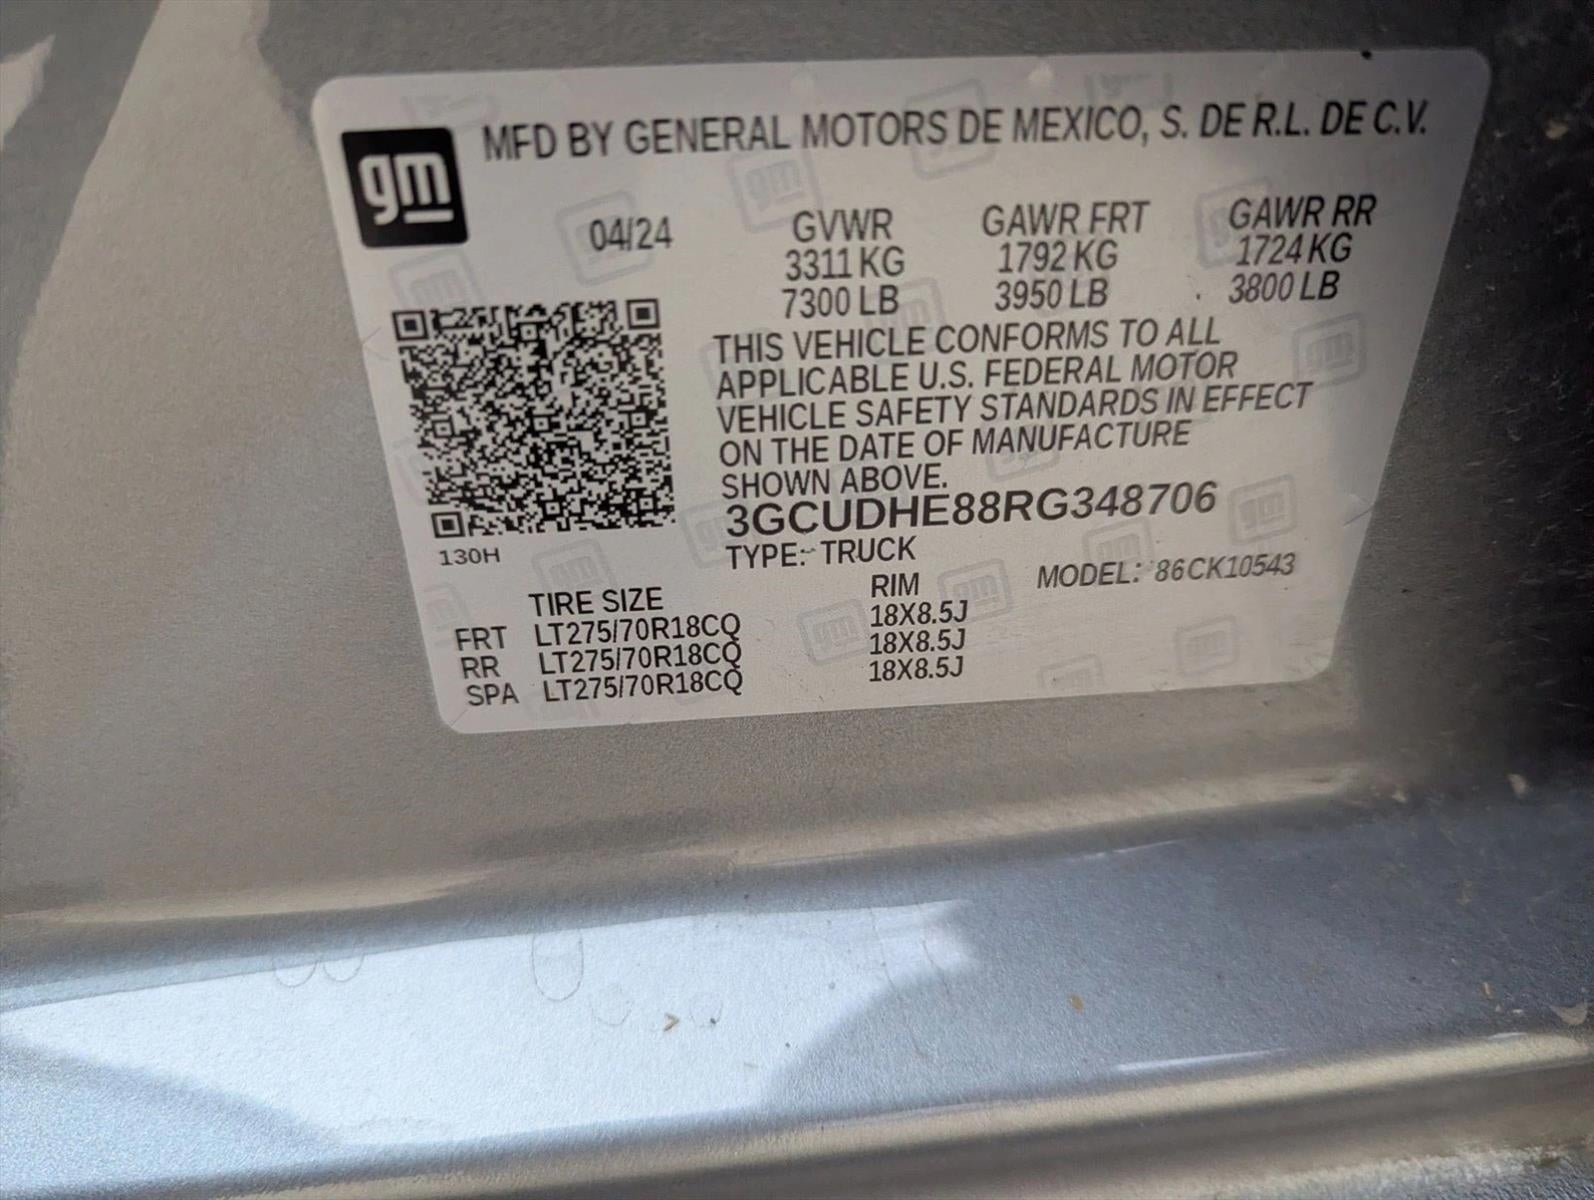 gm
MFD BY GENERAL MOTORS DE MEXICO, S. DE R.L. DE C.V.
04/24 GVWR GAWR FRT GAWR RR
3311 KG 1792 KG 1724 KG
7300 LB 3950 LB 3800 LB
THIS VEHICLE CONFORMS TO ALL
APPLICABLE U.S. FEDERAL MOTOR
VEHICLE SAFETY STANDARDS IN EFFECT
ON THE DATE OF MANUFACTURE
SHOWN ABOVE.
3GCUDHE88RG348706
130H
TYPE: TRUCK
MODEL: 86CK10543
TIRE SIZE RIM
FRT LT275/70R18CQ 18X8.5J
RR LT275/70R18CQ 18X8.5J
SPA LT275/70R18CQ 18X8.5J